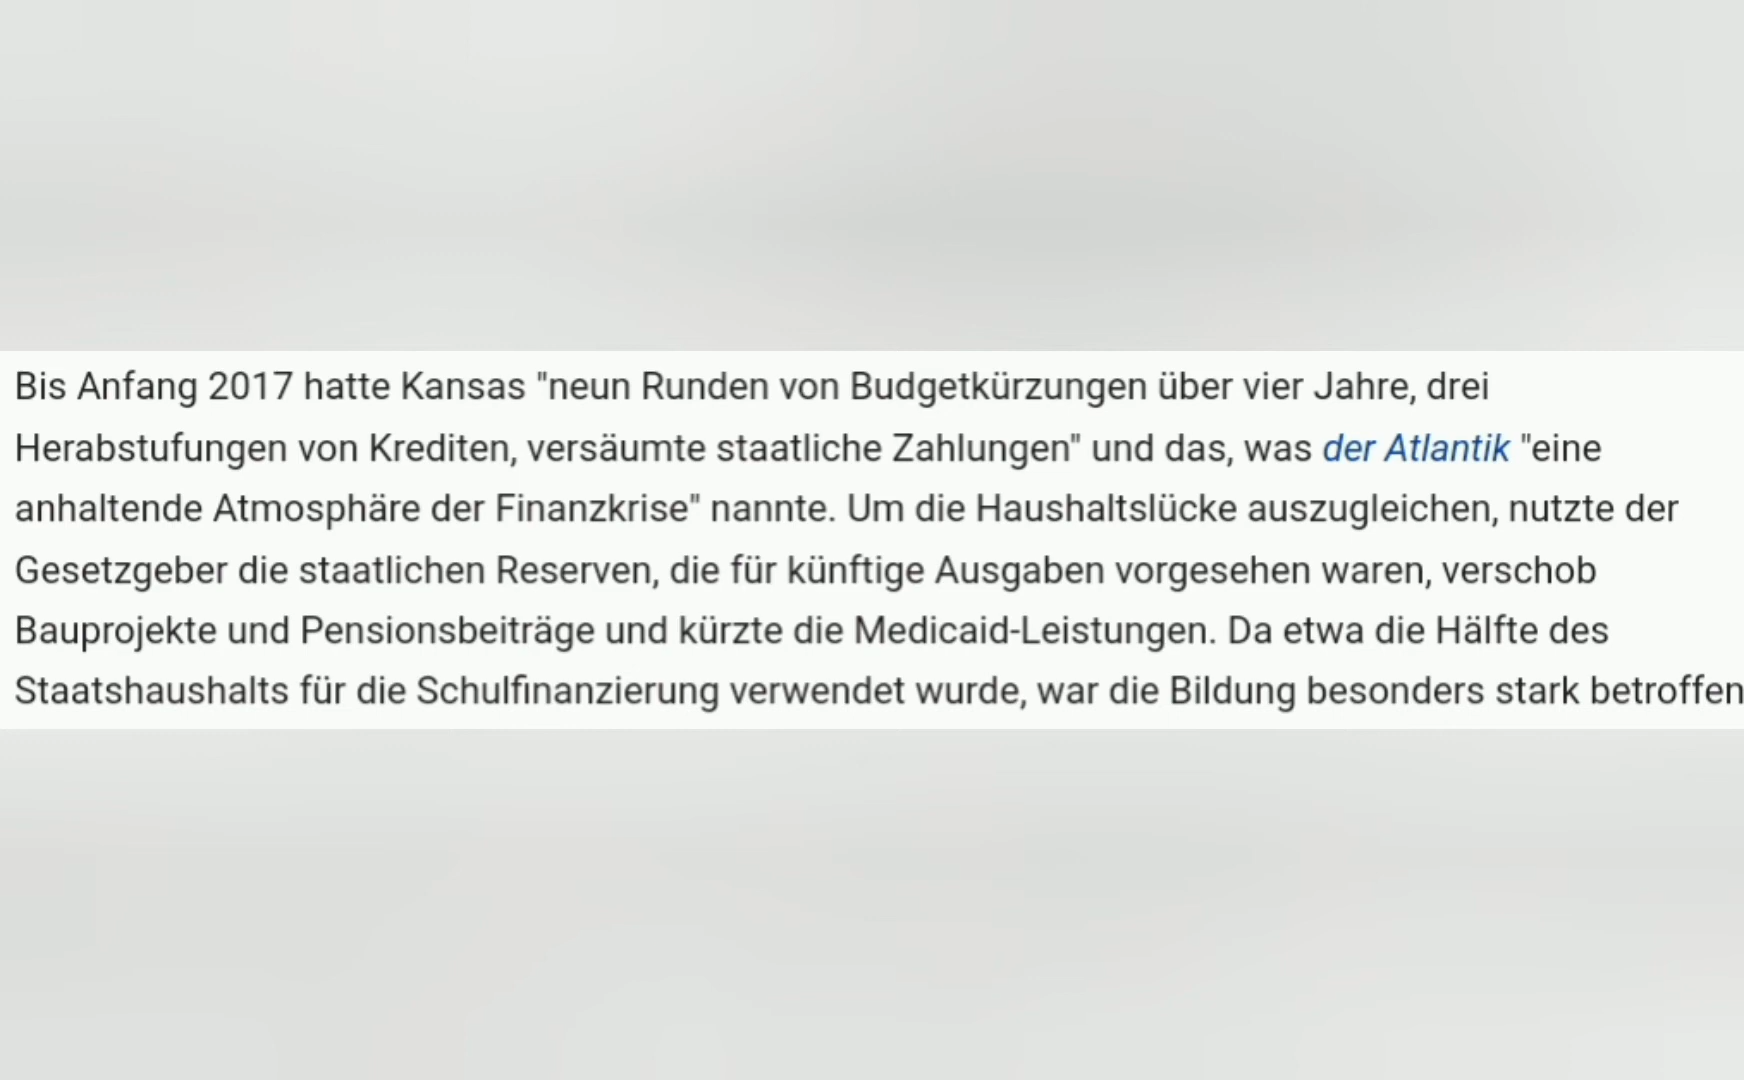 Bis Anfang 2017 hatte Kansas "neun Runden von Budgetkürzungen über vier Jahre, drei
Herabstufungen von Krediten, versäumte staatliche Zahlungen" und das, was der Atlantik "eine
anhaltende Atmosphäre der Finanzkrise" nannte. Um die Haushaltslücke auszugleichen, nutzte der
Gesetzgeber die staatlichen Reserven, die für künftige Ausgaben vorgesehen waren, verschob
Bauprojekte und Pensionsbeiträge und kürzte die Medicaid-Leistungen. Da etwa die Hälfte des
Staatshaushalts für die Schulfinanzierung verwendet wurde, war die Bildung besonders stark betroffen